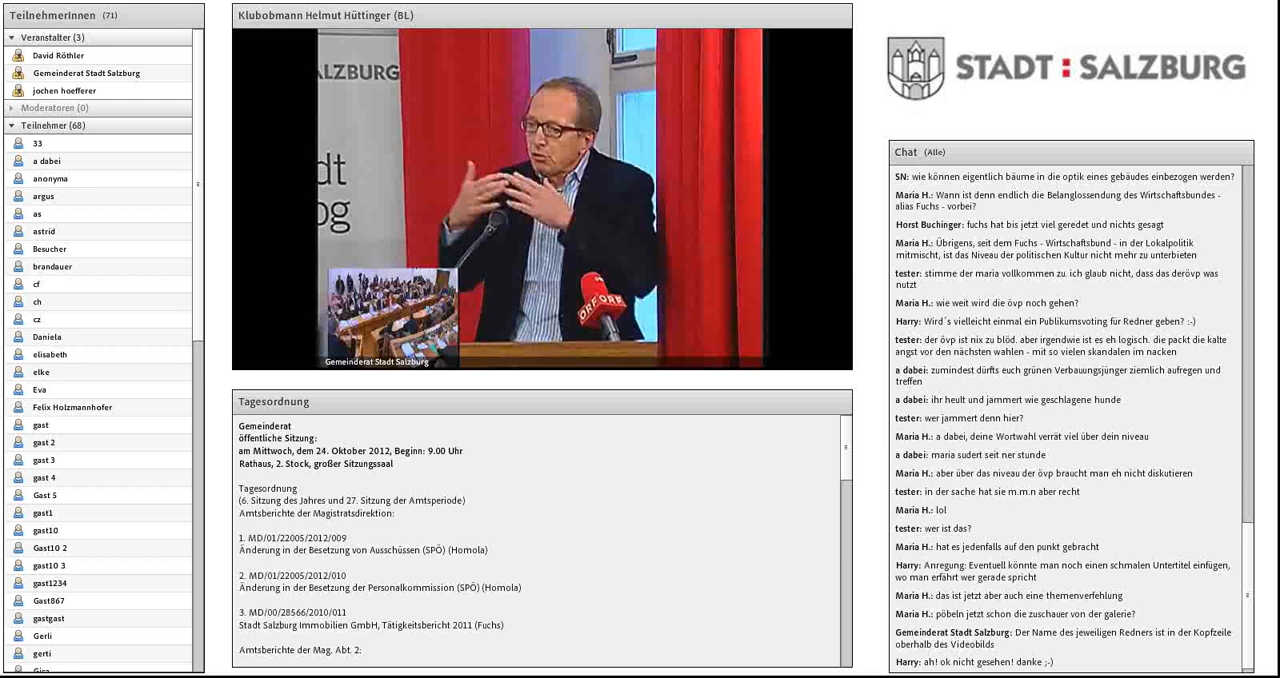 TeilnehmerInnen (71)
Veranstalter (3)
David Röthler
Gemeinderat Stadt Salzburg
jochen hoefferer
Moderatoren (0)
Teilnehmer (68)
33
a dabei
anonyma
argus
as
astrid
Besucher
brandauer
cf
ch
cz
Daniela
elisabeth
elke
Eva
Felix Holzmannhofer
gast
gast 2
gast 3
gast 4
Gast 5
gast1
gast10
Gast10 2
gast10 3
gast1234
Gast867
gastgast
Gerli
gerti
Klubobmann Helmut Hüttinger (BL)
ALZBURG
dt
og
ORF
ORF
Gemeinderat Stadt Salzburg
Tagesordnung
Gemeinderat
öffentliche Sitzung:
am Mittwoch, dem 24. Oktober 2012, Beginn: 9.00 Uhr
Rathaus, 2. Stock, großer Sitzungssaal
Tagesordnung
(6. Sitzung des Jahres und 27. Sitzung der Amtsperiode)
Amtsberichte der Magistratsdirektion:
1. MD/01/22005/2012/009
Änderung in der Besetzung von Ausschüssen (SPÖ) (Homola)
2. MD/01/22005/2012/010
Änderung in der Besetzung der Personalkommission (SPÖ) (Homola)
3. MD/00/28566/2010/011
Stadt Salzburg Immobilien GmbH, Tätigkeitsbericht 2011 (Fuchs)
Amtsberichte der Mag. Abt. 2:
STADT : SALZBURG
Chat (Alle)
SN: wie können eigentlich bäume in die optik eines gebäudes einbezogen werden?
Maria H.: Wann ist denn endlich die Belanglossendung des Wirtschaftsbundes -
alias Fuchs - vorbei?
Horst Buchinger: fuchs hat bis jetzt viel geredet und nichts gesagt
Maria H.: Übrigens, seit dem Fuchs - Wirtschaftsbund - in der Lokalpolitik
mitmischt, ist das Niveau der politischen Kultur nicht mehr zu unterbieten
tester: stimme der maria vollkommen zu. ich glaub nicht, dass das derövp was
nutzt
Maria H.: wie weit wird die övp noch gehen?
Harry: Wird´s vielleicht einmal ein Publikumsvoting für Redner geben? :-)
tester: der övp ist nix zu blöd. aber irgendwie ist es eh logisch. die packt die kalte
angst vor den nächsten wahlen - mit so vielen skandalen im nacken
a dabei: zumindest dürfts euch grünen Verbauungsjünger ziemlich aufregen und
treffen
a dabei: ihr heult und jammert wie geschlagene hunde
tester: wer jammert denn hier?
Maria H.: a dabei, deine Wortwahl verrät viel über dein niveau
a dabei: maria sudert seit ner stunde
Maria H.: aber über das niveau der övp braucht man eh nicht diskutieren
tester: in der sache hat sie m.m.n aber recht
Maria H.: lol
tester: wer ist das?
Maria H.: hat es jedenfalls auf den punkt gebracht
Harry: Anregung: Eventuell könnte man noch einen schmalen Untertitel einfügen,
wo man erfährt wer gerade spricht
Maria H.: das ist jetzt aber auch eine themenverfehlung
Maria H.: pöbeln jetzt schon die zuschauer von der galerie?
Gemeinderat Stadt Salzburg: Der Name des jeweiligen Redners ist in der Kopfzeile
oberhalb des Videobilds
Harry: ah! ok nicht gesehen! danke ;-)